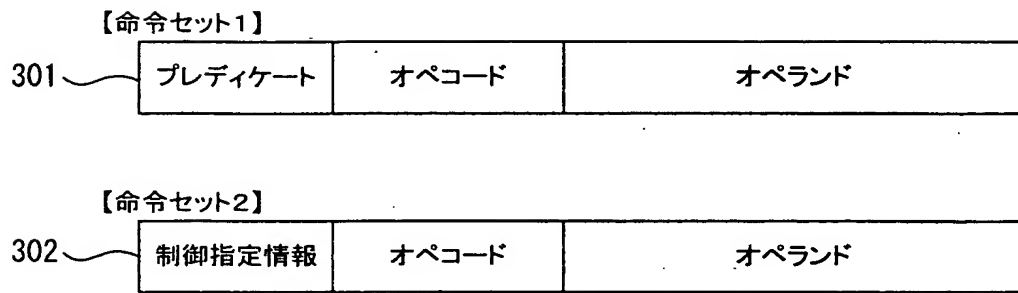 【命令セット1】
301 プレディケート オペコード オペランド
【命令セット2】
302 制御指定情報 オペコード オペランド